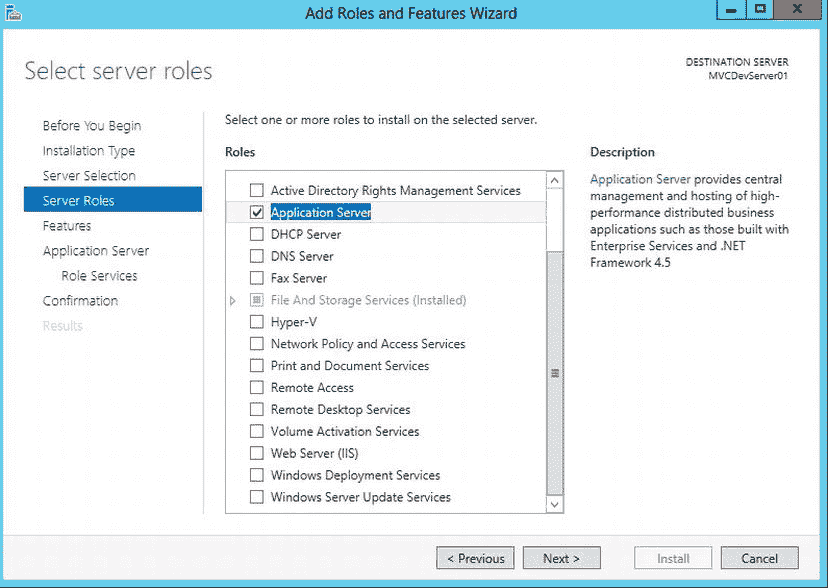 Add Roles and Features Wizard
Select server roles
DESTINATION SERVER
MVCDevServer01
Before You Begin
Installation Type
Server Selection
Server Roles
Features
Application Server
Role Services
Confirmation
Results
Select one or more roles to install on the selected server.
Roles
Active Directory Rights Management Services
Application Server
DHCP Server
DNS Server
Fax Server
File And Storage Services (Installed)
Hyper-V
Network Policy and Access Services
Print and Document Services
Remote Access
Remote Desktop Services
Volume Activation Services
Web Server (IIS)
Windows Deployment Services
Windows Server Update Services
Description
Application Server provides central
management and hosting of high-
performance distributed business
applications such as those built with
Enterprise Services and .NET
Framework 4.5
< Previous
Next >
Install
Cancel